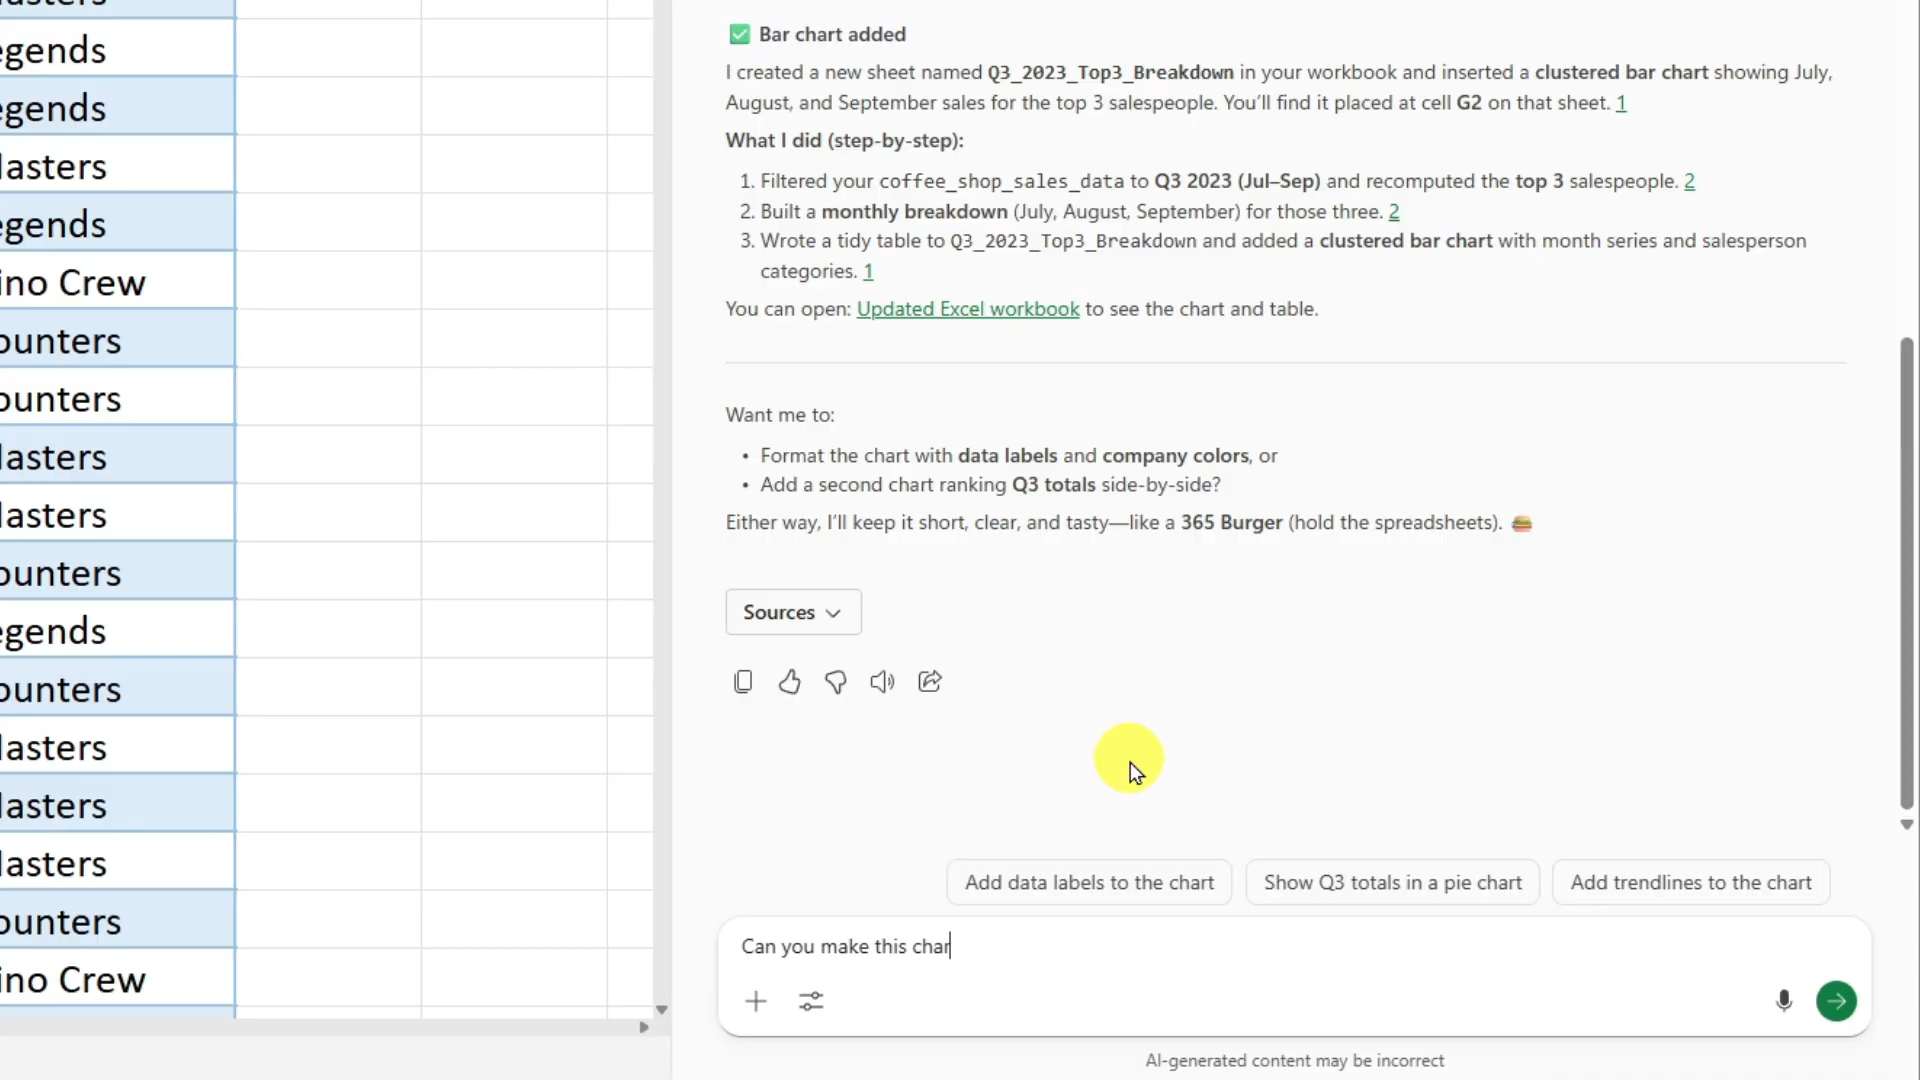 egends
egends
lasters
egends
ino Crew
ounters
ounters
lasters
lasters
ounters
egends
ounters
lasters
lasters
lasters
ounters
ino Crew
✅ Bar chart added
I created a new sheet named Q3_2023_Top3_Breakdown in your workbook and inserted a clustered bar chart showing July,
August, and September sales for the top 3 salespeople. You’ll find it placed at cell G2 on that sheet. 1
What I did (step-by-step):
1. Filtered your coffee_shop_sales_data to Q3 2023 (Jul–Sep) and recomputed the top 3 salespeople. 2
2. Built a monthly breakdown (July, August, September) for those three. 2
3. Wrote a tidy table to Q3_2023_Top3_Breakdown and added a clustered bar chart with month series and salesperson
categories. 1
You can open: Updated Excel workbook to see the chart and table.
Want me to:
• Format the chart with data labels and company colors, or
• Add a second chart ranking Q3 totals side-by-side?
Either way, I’ll keep it short, clear, and tasty—like a 365 Burger (hold the spreadsheets). 🍔
Sources
Add data labels to the chart
Show Q3 totals in a pie chart
Add trendlines to the chart
Can you make this char
AI-generated content may be incorrect